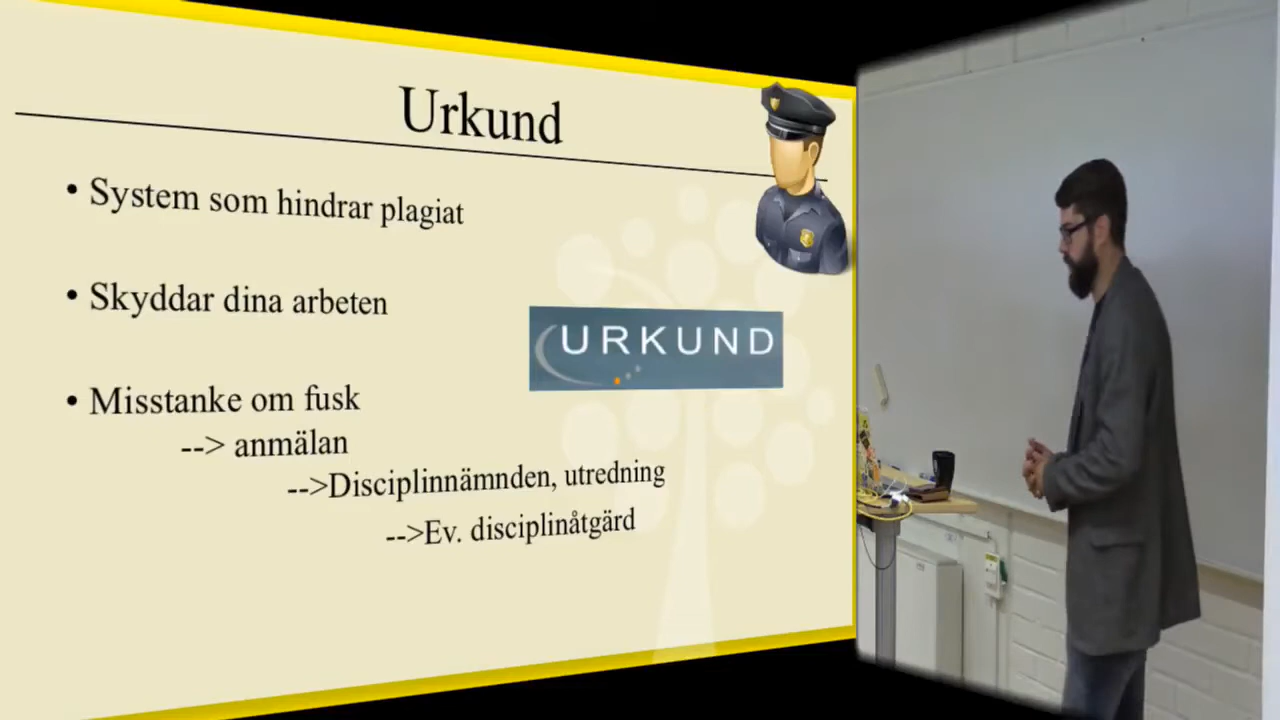 Urkund
• System som hindrar plagiat
• Skyddar dina arbeten
URKUND
• Misstanke om fusk
--> anmälan
-->Disciplinnämnden, utredning
-->Ev. disciplinåtgärd